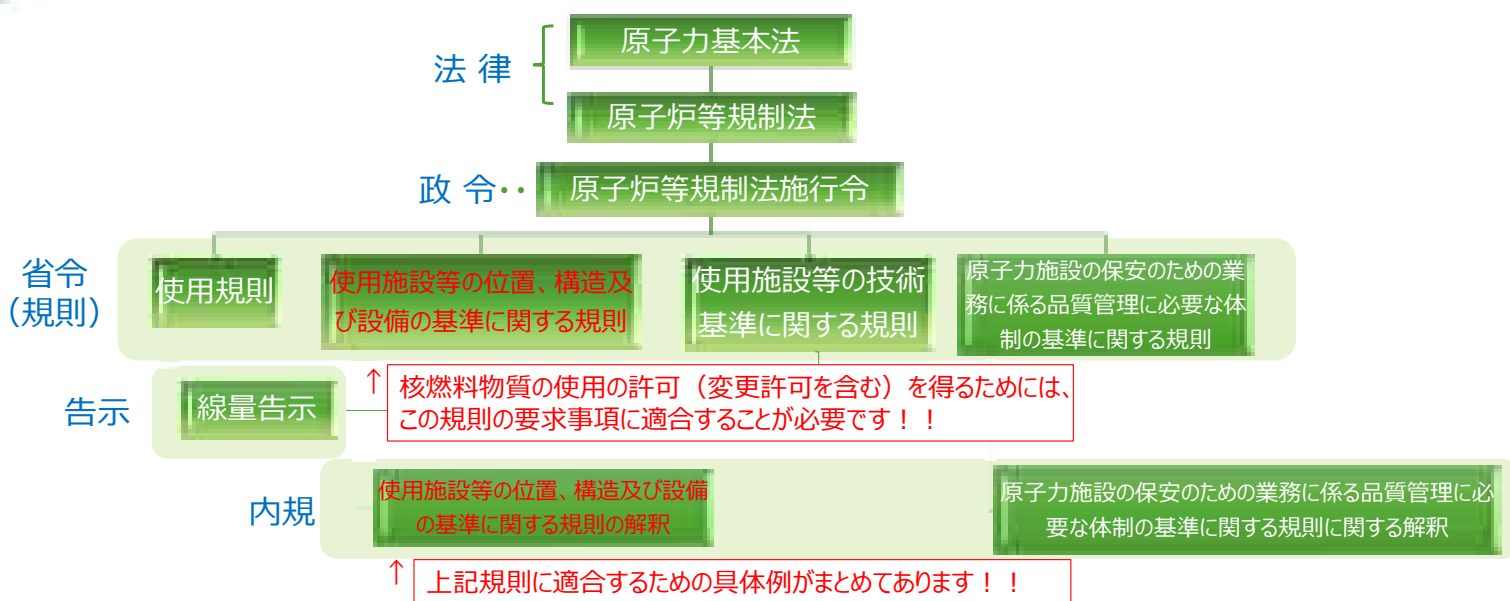 原子力基本法
法 律
原子炉等規制法
政 令‥
原子炉等規制法施行令
省令
（規則）
使用規則
使用施設等の位置、構造及
び設備の基準に関する規則
使用施設等の技術
基準に関する規則
原子力施設の保安のための業
務に係る品質管理に必要な体
制の基準に関する規則
告示
線量告示
↑
核燃料物質の使用の許可（変更許可を含む）を得るためには、
この規則の要求事項に適合することが必要です！！
内規
使用施設等の位置、構造及び設備
の基準に関する規則の解釈
原子力施設の保安のための業務に係る品質管理に必
要な体制の基準に関する規則に関する解釈
↑
上記規則に適合するための具体例がまとめてあります！！